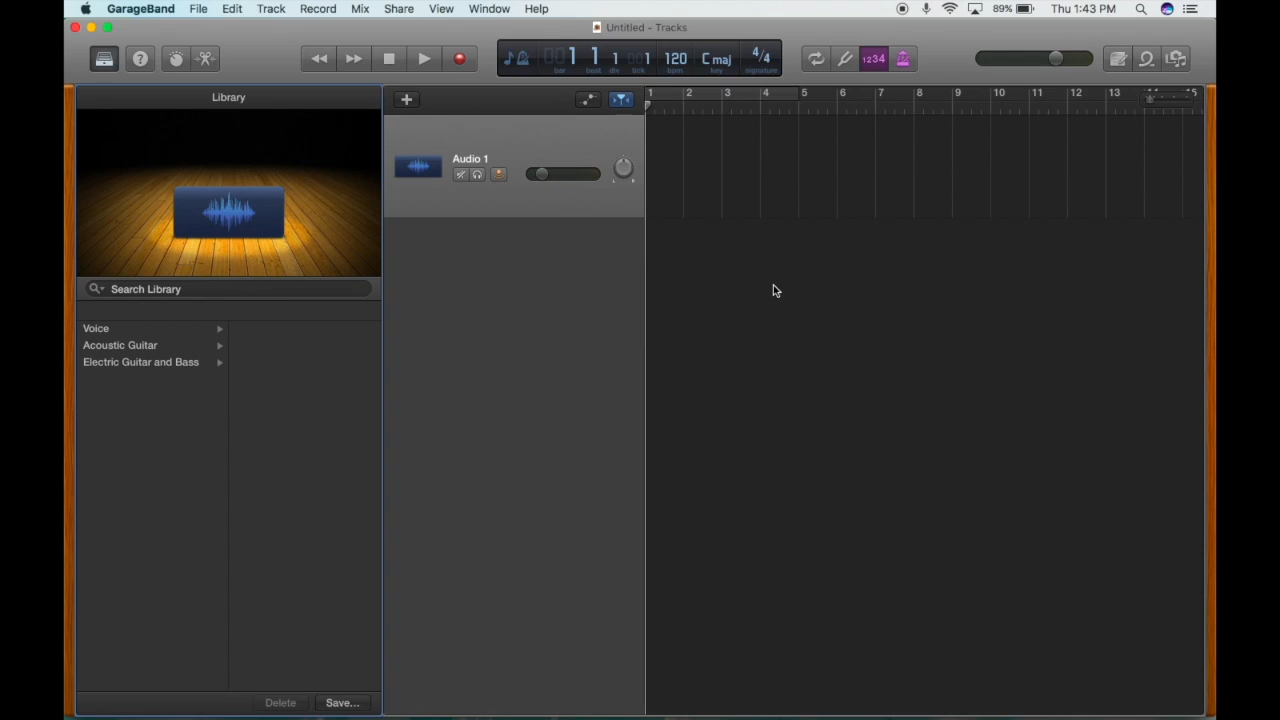 GarageBand File Edit Track Record Mix Share View Window Help 89% Thu 1:43 PM
Untitled - Tracks
1 1 1 1 120 C maj 4/4
bar beat div tick bpm key signature
1234
Library
1 2 3 4 5 6 7 8 9 10 11 12 13 14 15
Audio 1
L R
Search Library
Voice
Acoustic Guitar
Electric Guitar and Bass
Delete Save...